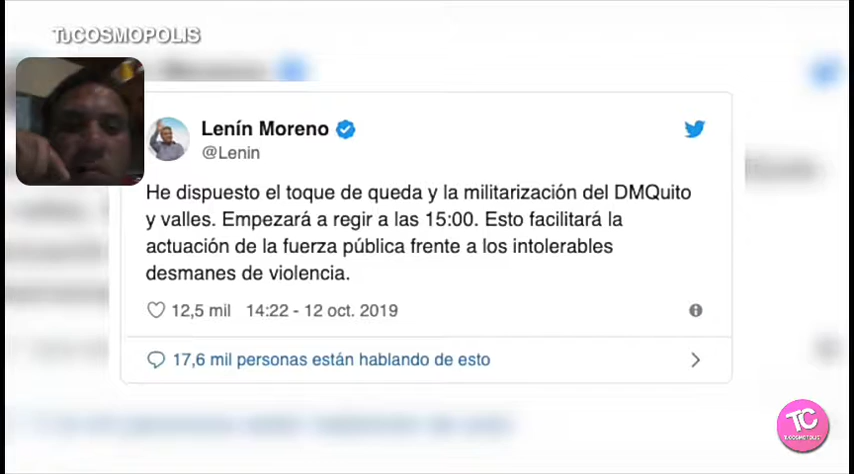 TuCOSMOPOLIS
Lenín Moreno
@Lenin
He dispuesto el toque de queda y la militarización del DMQuito
y valles. Empezará a regir a las 15:00. Esto facilitará la
actuación de la fuerza pública frente a los intolerables
desmanes de violencia.
12,5 mil 14:22 - 12 oct. 2019
17,6 mil personas están hablando de esto
TC
TUCOSMOPOLIS